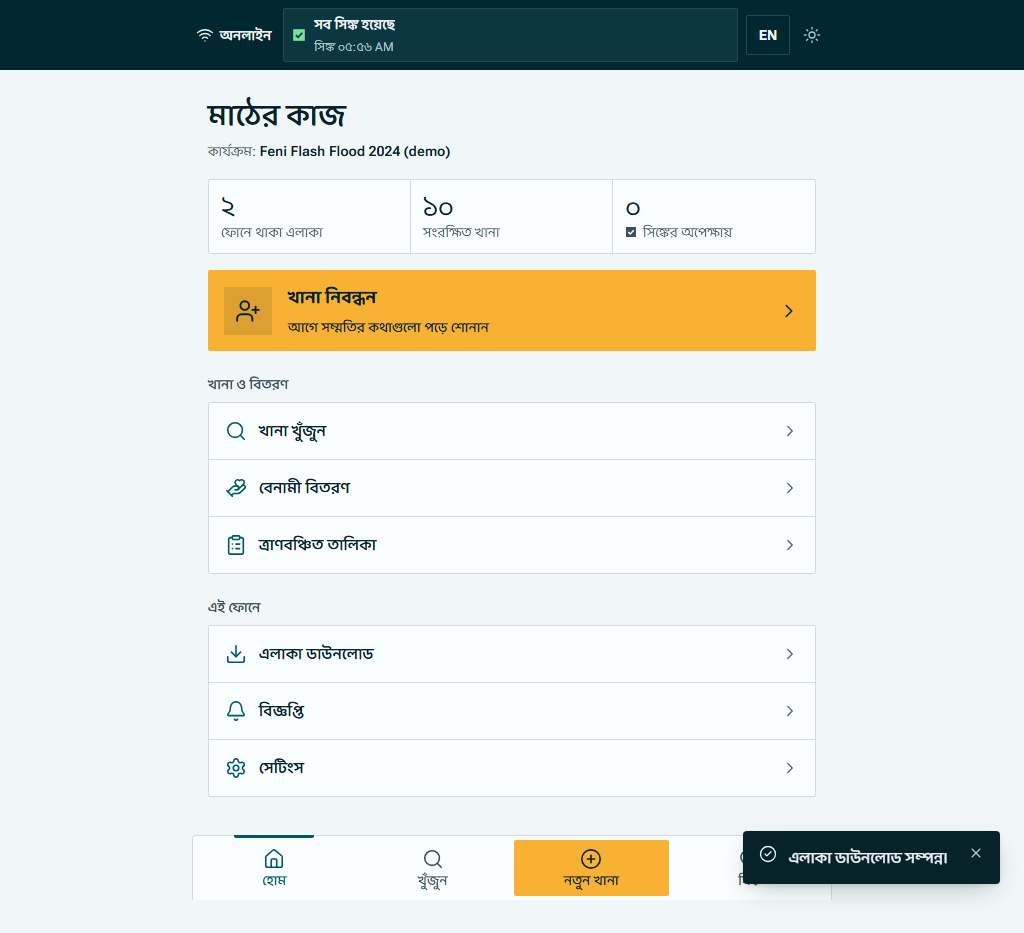 অনলাইন
সব সিঙ্ক হয়েছে
সিঙ্ক ০৫:৫৬ AM
EN
মাঠের কাজ
কার্যক্রম: Feni Flash Flood 2024 (demo)
২
ফোনে থাকা এলাকা
১০
সংরক্ষিত খানা
০
সিঙ্কের অপেক্ষায়
খানা নিবন্ধন
আগে সম্মতির কথাগুলো পড়ে শোনান
খানা ও বিতরণ
খানা খুঁজুন
বেনামী বিতরণ
ত্রাণবঞ্চিত তালিকা
এই ফোনে
এলাকা ডাউনলোড
বিজ্ঞপ্তি
সেটিংস
হোম
খুঁজুন
নতুন খানা
এলাকা ডাউনলোড সম্পন্ন।